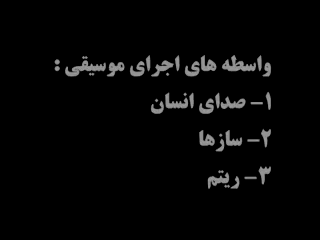 واسطه های اجرای موسیقی :
۱- صدای انسان
۲- سازها
۳- ریتم